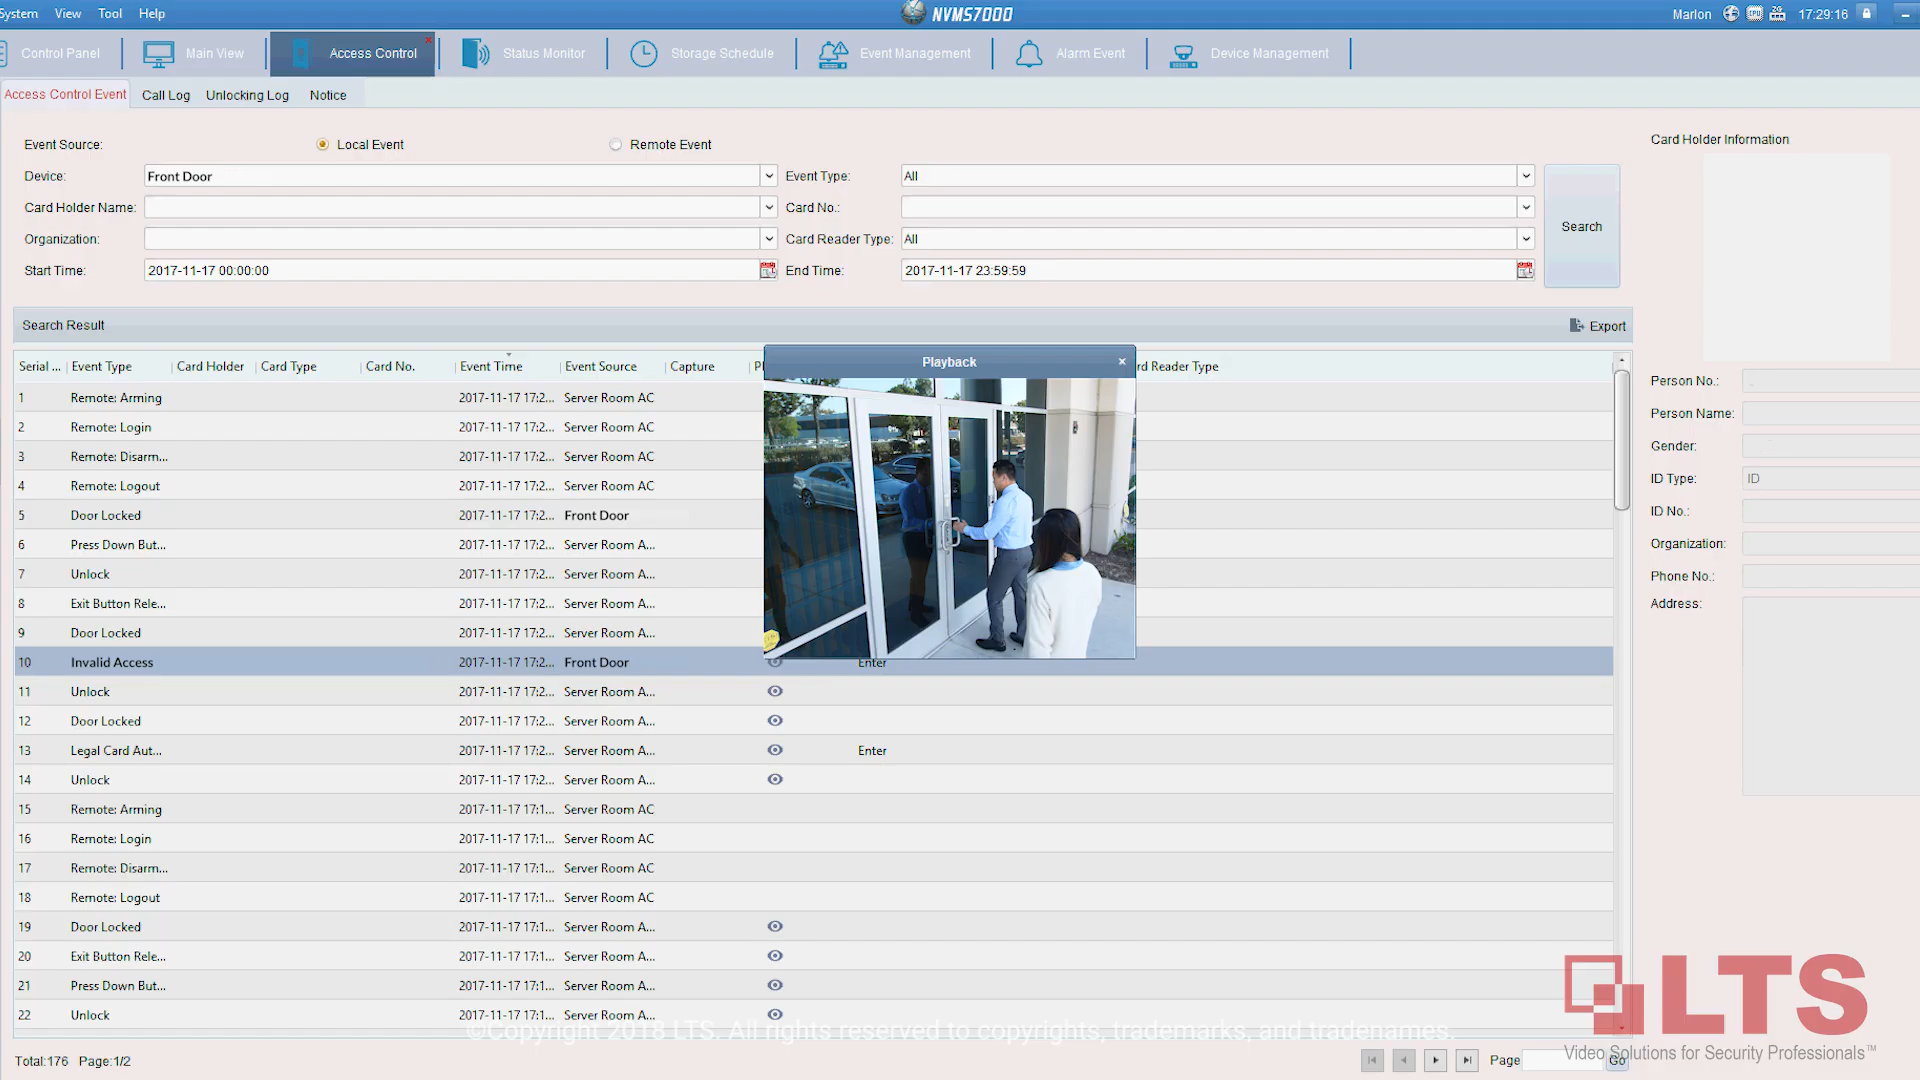 System View Tool Help
NVMS7000
Marlon 17:29:16
Control Panel Main View Access Control Status Monitor Storage Schedule Event Management Alarm Event Device Management
Access Control Event Call Log Unlocking Log Notice
Event Source: Local Event Remote Event
Device: Front Door Event Type: All
Card Holder Name: Card No.:
Organization: Card Reader Type: All
Start Time: 2017-11-17 00:00:00 End Time: 2017-11-17 23:59:59
Search
Search Result Export
Serial ... Event Type Card Holder Card Type Card No. Event Time Event Source Capture Reader Type
Playback
1 Remote: Arming 2017-11-17 17:2... Server Room AC
2 Remote: Login 2017-11-17 17:2... Server Room AC
3 Remote: Disarm... 2017-11-17 17:2... Server Room AC
4 Remote: Logout 2017-11-17 17:2... Server Room AC
5 Door Locked 2017-11-17 17:2... Front Door
6 Press Down But... 2017-11-17 17:2... Server Room A...
7 Unlock 2017-11-17 17:2... Server Room A...
8 Exit Button Rele... 2017-11-17 17:2... Server Room A...
9 Door Locked 2017-11-17 17:2... Server Room A...
10 Invalid Access 2017-11-17 17:2... Front Door Enter
11 Unlock 2017-11-17 17:2... Server Room A...
12 Door Locked 2017-11-17 17:2... Server Room A...
13 Legal Card Aut... 2017-11-17 17:2... Server Room A... Enter
14 Unlock 2017-11-17 17:2... Server Room A...
15 Remote: Arming 2017-11-17 17:1... Server Room AC
16 Remote: Login 2017-11-17 17:1... Server Room AC
17 Remote: Disarm... 2017-11-17 17:1... Server Room AC
18 Remote: Logout 2017-11-17 17:1... Server Room AC
19 Door Locked 2017-11-17 17:1... Server Room A...
20 Exit Button Rele... 2017-11-17 17:1... Server Room A...
21 Press Down But... 2017-11-17 17:1... Server Room A...
22 Unlock 2017-11-17 17:1... Server Room A...
Total:176 Page:1/2
Page Go
Card Holder Information
Person No.:
Person Name:
Gender:
ID Type: ID
ID No.:
Organization:
Phone No.:
Address:
©Copyright 2018 LTS. All rights reserved to copyrights, trademarks, and tradenames.
LTS
Video Solutions for Security Professionals™